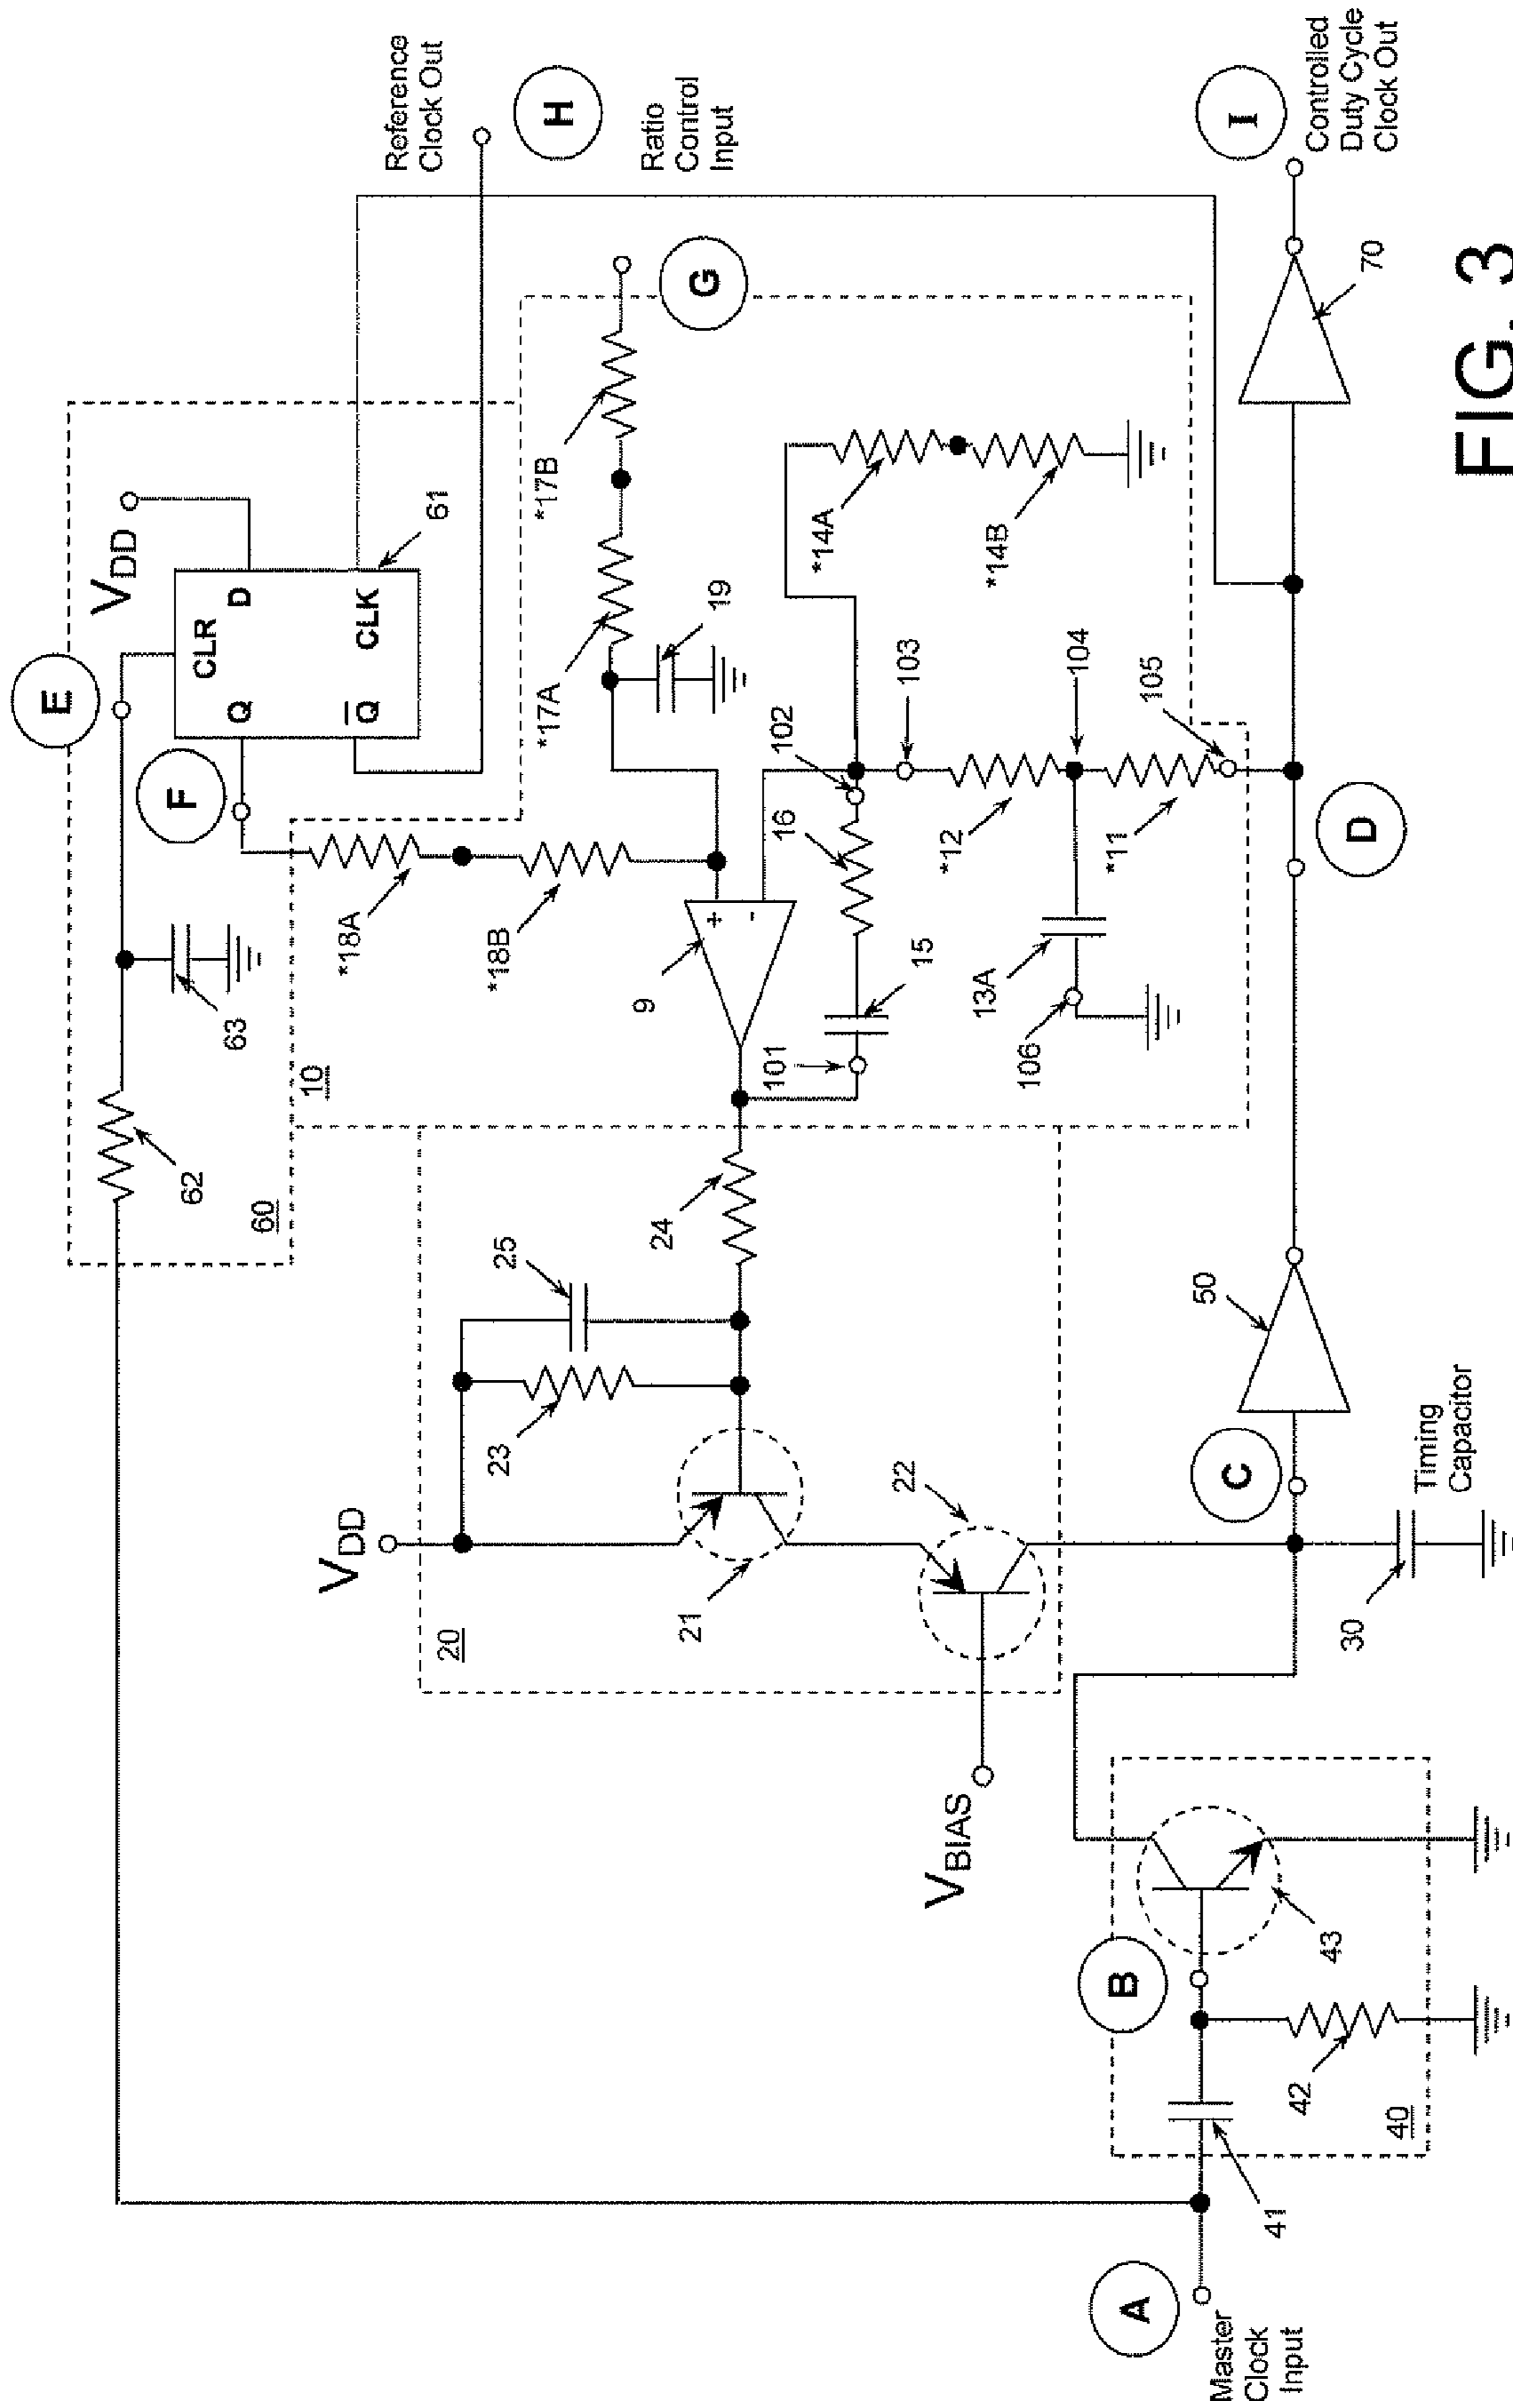 E
V_DD
Reference
Clock Out
CLR
D
Q
Q̅
CLK
61
H
F
Ratio
Control
Input
62
63
60
10
*18A
*18B
*17A
*17B
G
19
9
+
-
102
103
16
15
101
*14A
*14B
*12
104
13A
106
*11
105
D
V_DD
20
23
25
24
21
22
V_BIAS
C
50
Timing
Capacitor
30
70
I
Controlled
Duty Cycle
Clock Out
A
Master
Clock
Input
41
B
42
43
40
FIG. 3